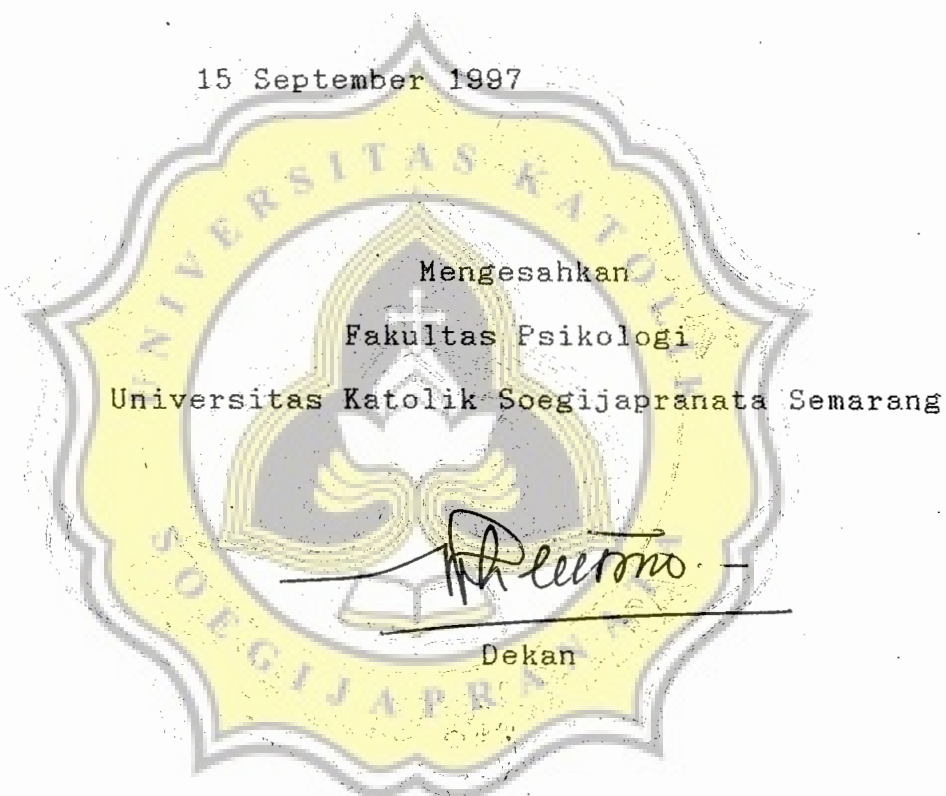 15 September 1997
UNIVERSITAS KATOLIK
Mengesahkan
Fakultas Psikologi
Universitas Katolik Soegijapranata Semarang
Dekan
SOEGIJAPRANATA